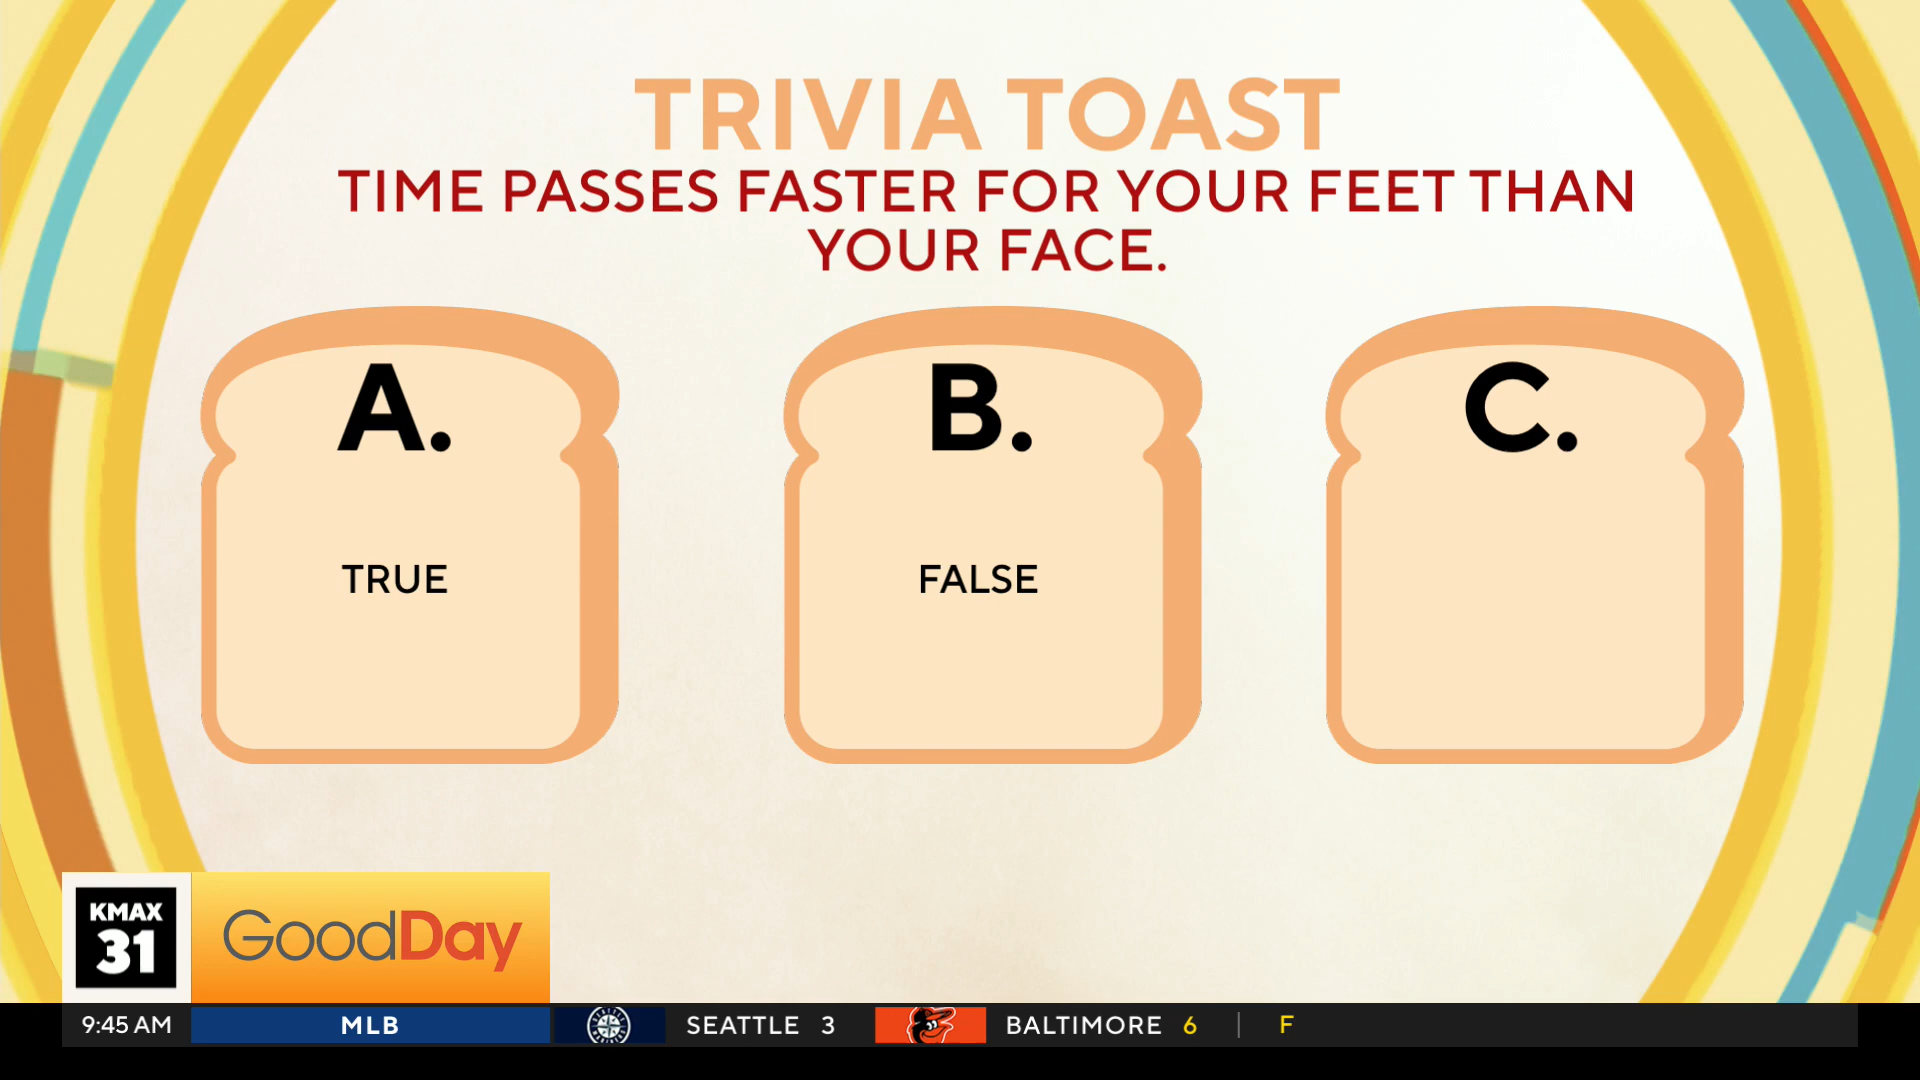 TRIVIA TOAST
TIME PASSES FASTER FOR YOUR FEET THAN
YOUR FACE.
A.
B.
C.
TRUE
FALSE
KMAX
31
GoodDay
9:45 AM MLB SEATTLE 3 BALTIMORE 6 | F